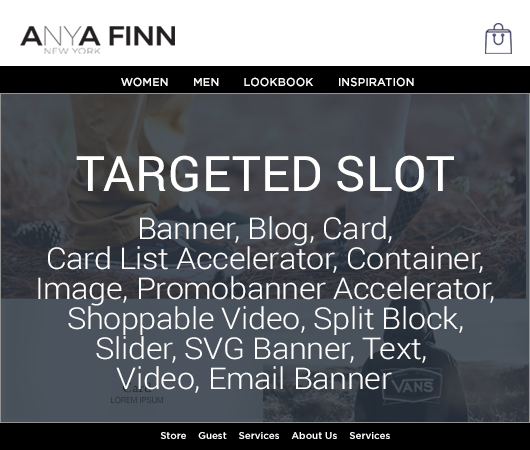 ANYA FINN
NEW YORK
WOMEN MEN LOOKBOOK INSPIRATION
TARGETED SLOT
Banner, Blog, Card,
Card List Accelerator, Container,
Image, Promobanner Accelerator,
Shoppable Video, Split Block,
Slider, SVG Banner, Text,
Video, Email Banner
VANS
LOREM IPSUM
Store Guest Services About Us Services